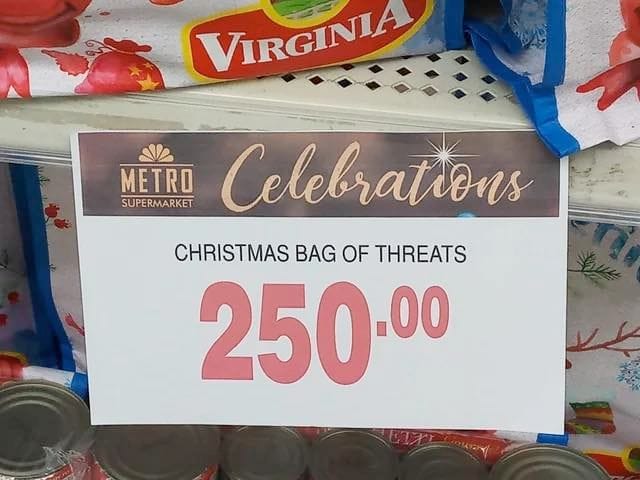 VIRGINIA
METRO
SUPERMARKET
Celebrations
CHRISTMAS BAG OF THREATS
250.00